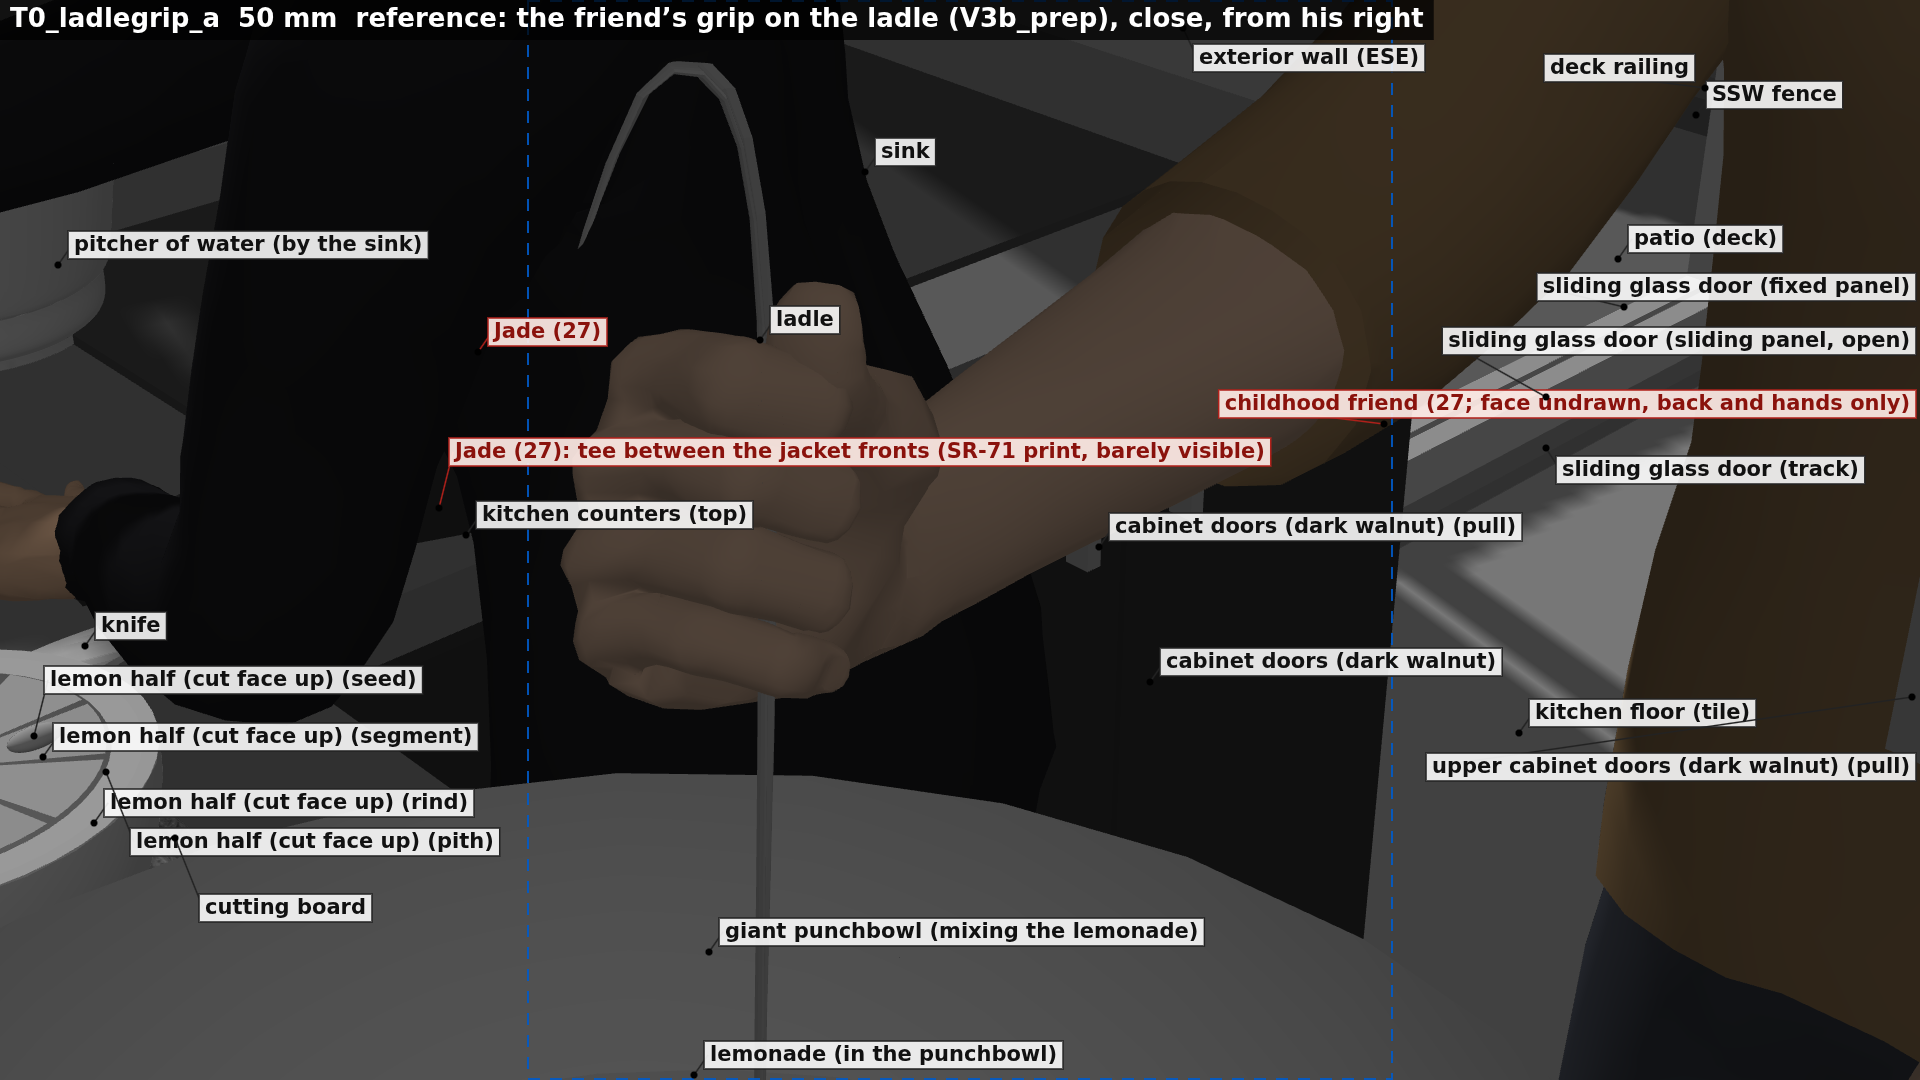 T0_ladlegrip_a  50 mm  reference: the friend’s grip on the ladle (V3b_prep), close, from his right
exterior wall (ESE)
deck railing
SSW fence
sink
pitcher of water (by the sink)
patio (deck)
sliding glass door (fixed panel)
ladle
Jade (27)
sliding glass door (sliding panel, open)
childhood friend (27; face undrawn, back and hands only)
Jade (27): tee between the jacket fronts (SR-71 print, barely visible)
sliding glass door (track)
kitchen counters (top)
cabinet doors (dark walnut) (pull)
knife
cabinet doors (dark walnut)
lemon half (cut face up) (seed)
kitchen floor (tile)
lemon half (cut face up) (segment)
upper cabinet doors (dark walnut) (pull)
lemon half (cut face up) (rind)
lemon half (cut face up) (pith)
cutting board
giant punchbowl (mixing the lemonade)
lemonade (in the punchbowl)